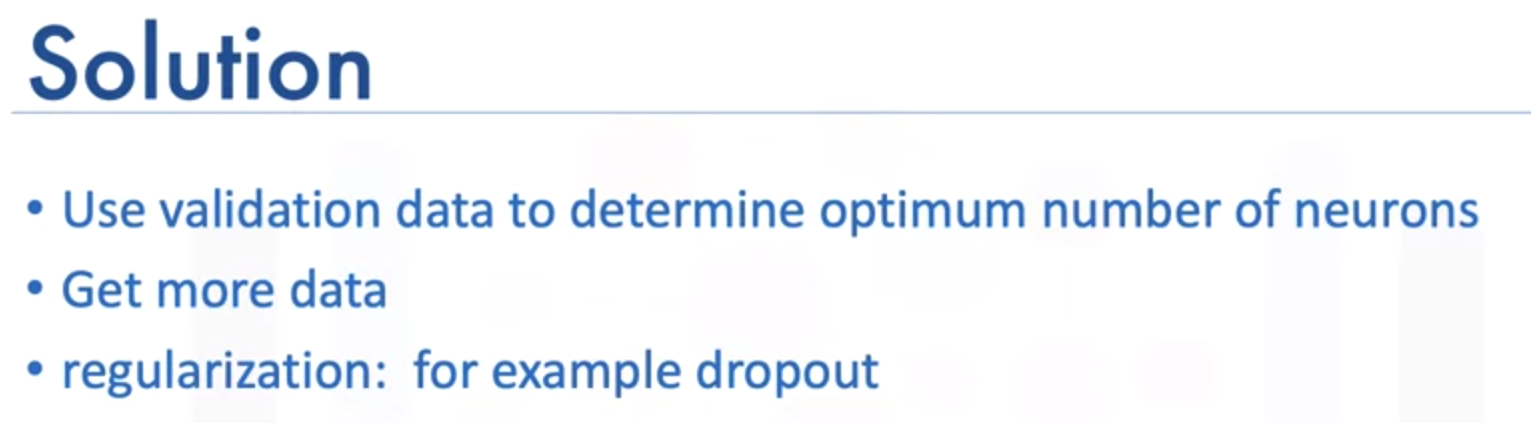 Solution
• Use validation data to determine optimum number of neurons
• Get more data
• regularization:  for example dropout